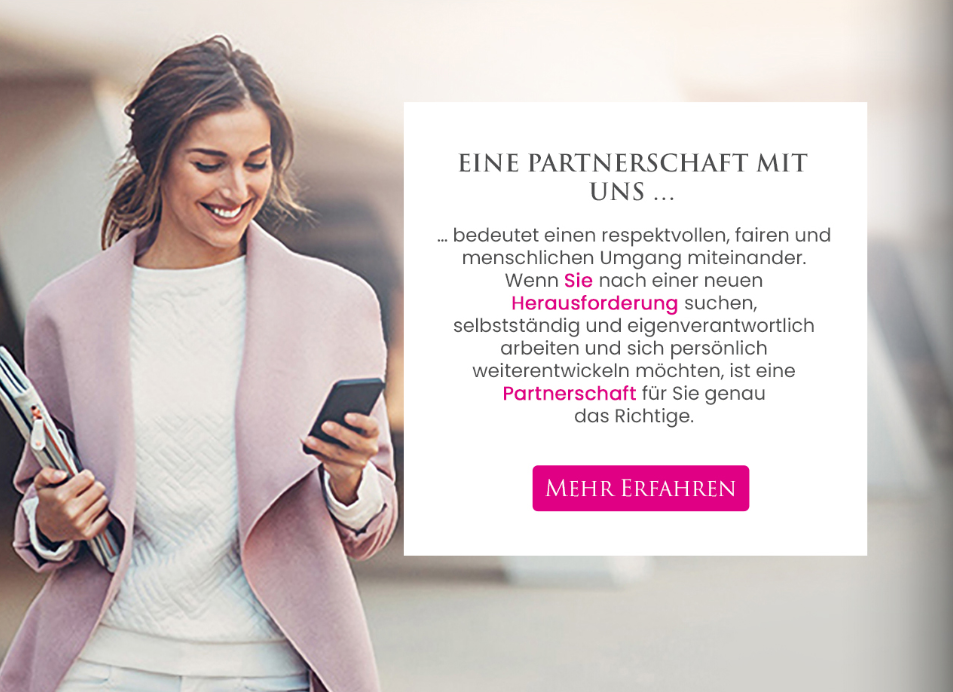 EINE PARTNERSCHAFT MIT
UNS ...
... bedeutet einen respektvollen, fairen und
menschlichen Umgang miteinander.
Wenn Sie nach einer neuen
Herausforderung suchen,
selbstständig und eigenverantwortlich
arbeiten und sich persönlich
weiterentwickeln möchten, ist eine
Partnerschaft für Sie genau
das Richtige.
MEHR ERFAHREN